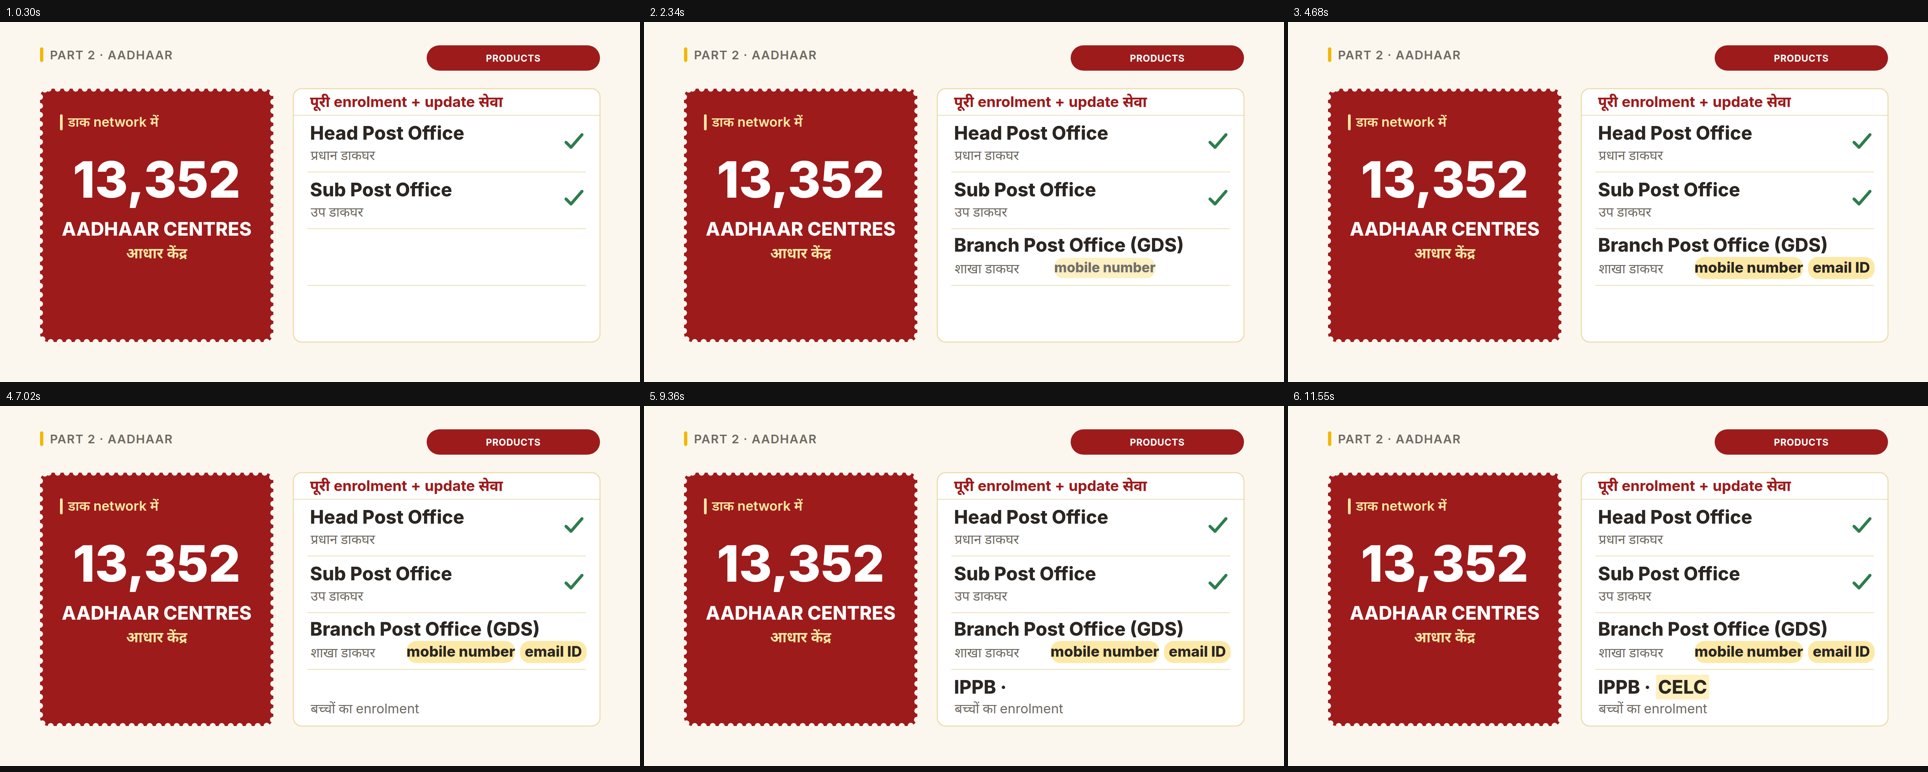 1. 0.30s
PART 2 · AADHAAR
PRODUCTS
डाक network में
13,352
AADHAAR CENTRES
आधार केंद्र
पूरी enrolment + update सेवा
Head Post Office
प्रधान डाकघर
Sub Post Office
उप डाकघर
2. 2.34s
PART 2 · AADHAAR
PRODUCTS
डाक network में
13,352
AADHAAR CENTRES
आधार केंद्र
पूरी enrolment + update सेवा
Head Post Office
प्रधान डाकघर
Sub Post Office
उप डाकघर
Branch Post Office (GDS)
शाखा डाकघर mobile number
3. 4.68s
PART 2 · AADHAAR
PRODUCTS
डाक network में
13,352
AADHAAR CENTRES
आधार केंद्र
पूरी enrolment + update सेवा
Head Post Office
प्रधान डाकघर
Sub Post Office
उप डाकघर
Branch Post Office (GDS)
शाखा डाकघर mobile number email ID
4. 7.02s
PART 2 · AADHAAR
PRODUCTS
डाक network में
13,352
AADHAAR CENTRES
आधार केंद्र
पूरी enrolment + update सेवा
Head Post Office
प्रधान डाकघर
Sub Post Office
उप डाकघर
Branch Post Office (GDS)
शाखा डाकघर mobile number email ID
बच्चों का enrolment
5. 9.36s
PART 2 · AADHAAR
PRODUCTS
डाक network में
13,352
AADHAAR CENTRES
आधार केंद्र
पूरी enrolment + update सेवा
Head Post Office
प्रधान डाकघर
Sub Post Office
उप डाकघर
Branch Post Office (GDS)
शाखा डाकघर mobile number email ID
IPPB ·
बच्चों का enrolment
6. 11.55s
PART 2 · AADHAAR
PRODUCTS
डाक network में
13,352
AADHAAR CENTRES
आधार केंद्र
पूरी enrolment + update सेवा
Head Post Office
प्रधान डाकघर
Sub Post Office
उप डाकघर
Branch Post Office (GDS)
शाखा डाकघर mobile number email ID
IPPB · CELC
बच्चों का enrolment